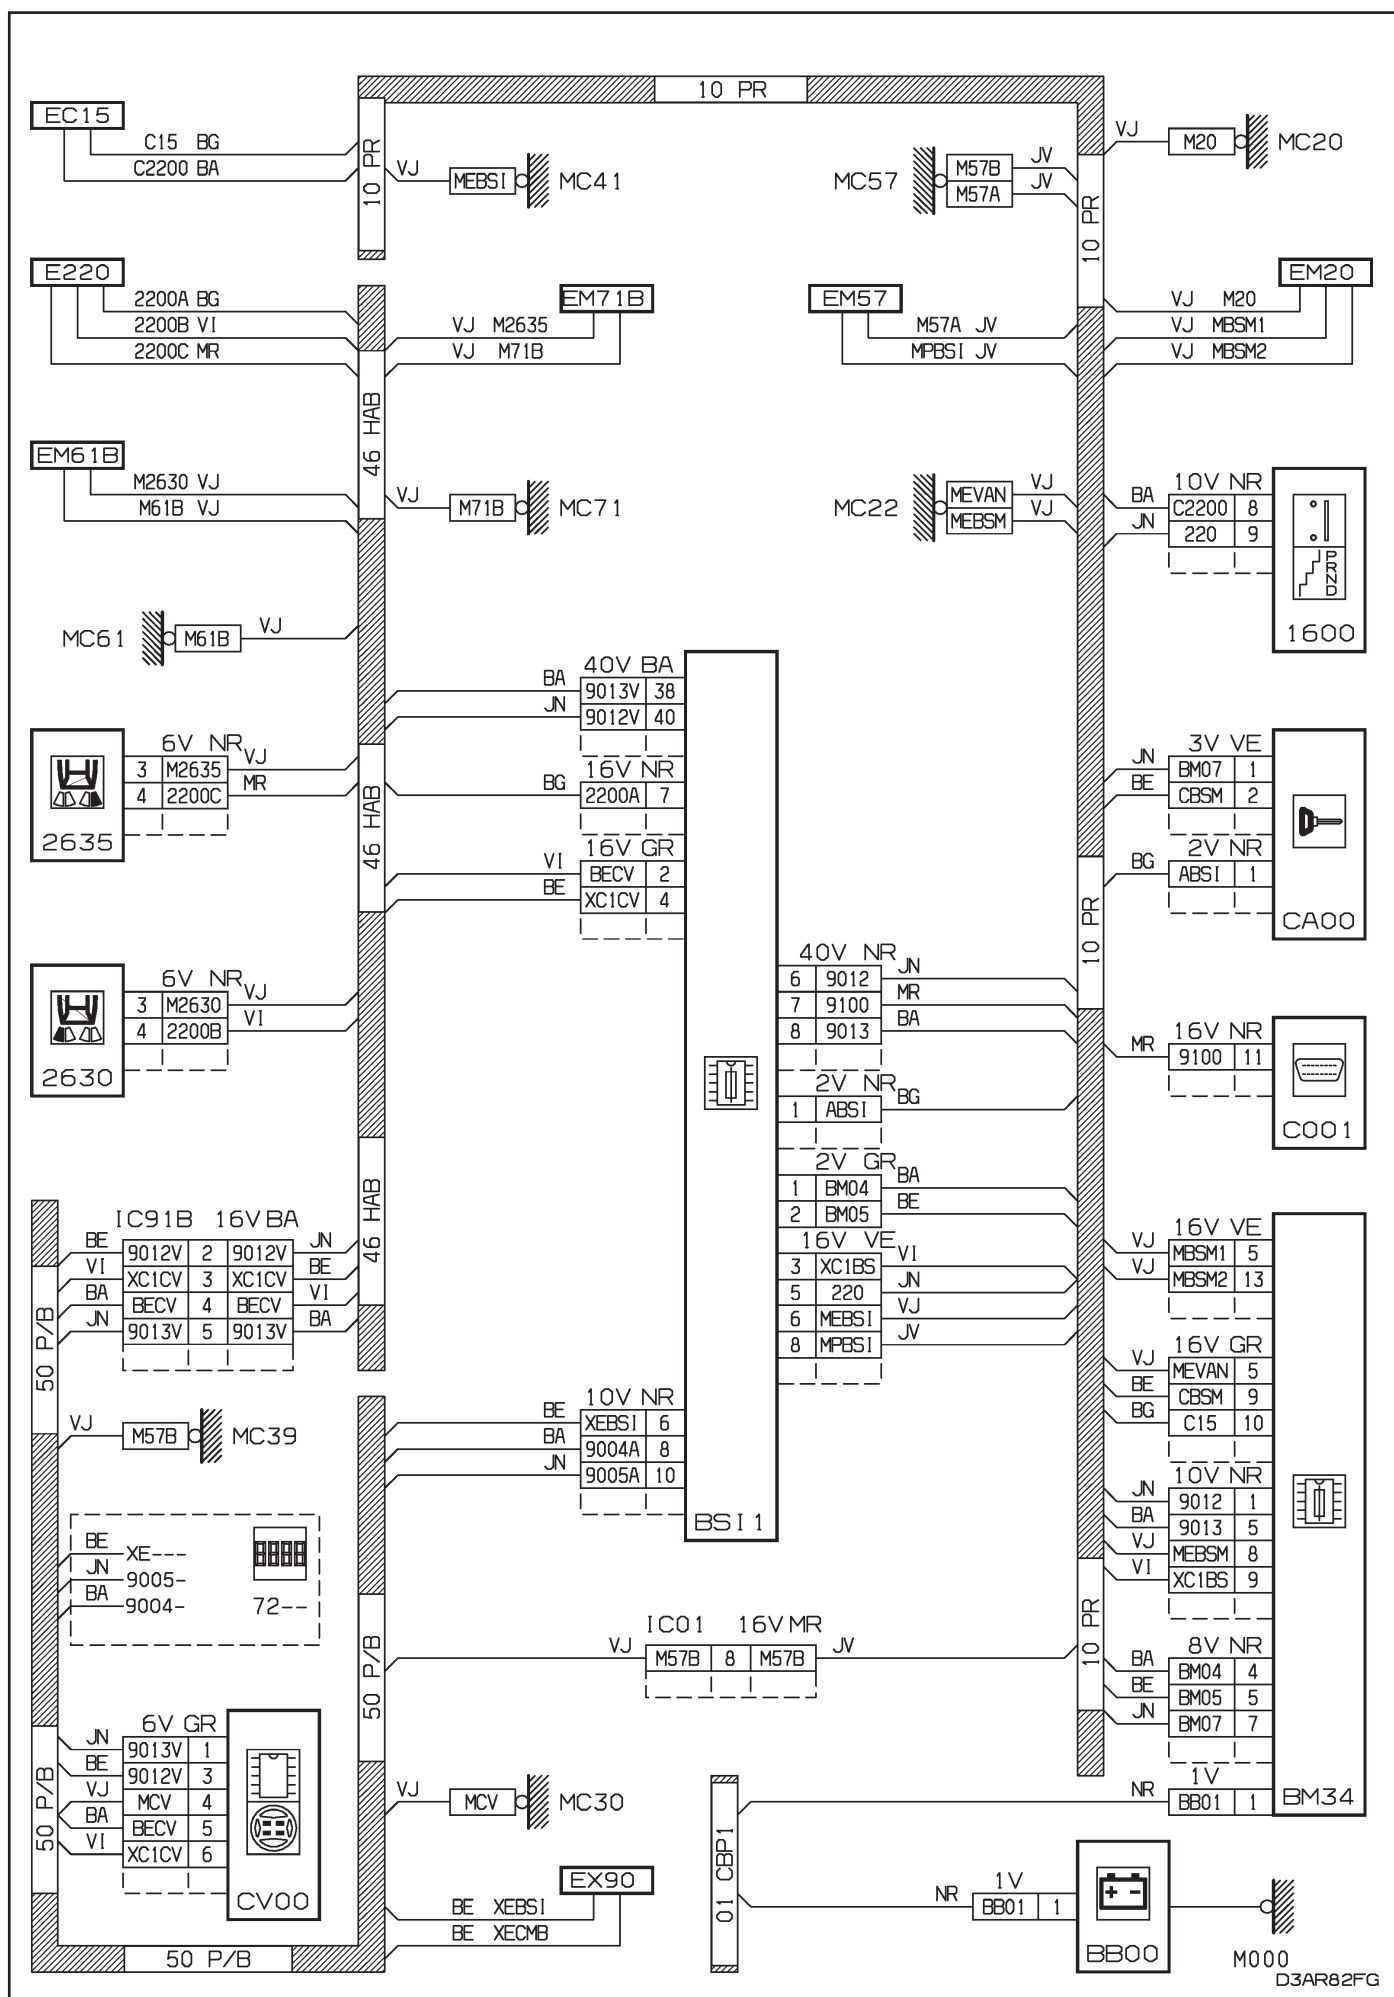 10 PR
EC15
C15 BG
C2200 BA
10 PR
VJ
MEBSI
MC41
MC57
M57B
JV
M57A
JV
VJ
M20
MC20
10 PR
E220
2200A BG
2200B VI
2200C MR
EM71B
VJ M2635
VJ M71B
EM57
M57A JV
MPBSI JV
EM20
VJ M20
VJ MBSM1
VJ MBSM2
46 HAB
EM61B
M2630 VJ
M61B VJ
VJ
M71B
MC71
MC22
MEVAN
VJ
MEBSM
VJ
10V NR
BA C2200 8
JN 220 9
PRND
1600
MC61
M61B
VJ
40V BA
BA 9013V 38
JN 9012V 40
16V NR
BG 2200A 7
16V GR
VI BECV 2
BE XC1CV 4
6V NR
3 M2635 VJ
4 2200C MR
2635
46 HAB
3V VE
JN BM07 1
BE CBSM 2
2V NR
BG ABSI 1
CA00
10 PR
6V NR
3 M2630 VJ
4 2200B VI
2630
40V NR
6 9012 JN
7 9100 MR
8 9013 BA
2V NR
1 ABSI BG
2V GR
1 BM04 BA
2 BM05 BE
16V VE
3 XC1BS VI
5 220 JN
6 MEBSI VJ
8 MPBSI JV
16V NR
MR 9100 11
C001
46 HAB
IC91B 16V BA
BE 9012V 2 9012V JN
VI XC1CV 3 XC1CV BE
BA BECV 4 BECV VI
JN 9013V 5 9013V BA
50 P/B
VJ
M57B
MC39
10V NR
BE XEBSI 6
BA 9004A 8
JN 9005A 10
BSI1
16V VE
VJ MBSM1 5
VJ MBSM2 13
16V GR
VJ MEVAN 5
BE CBSM 9
BG C15 10
10V NR
JN 9012 1
BA 9013 5
VJ MEBSM 8
VI XC1BS 9
8V NR
BA BM04 4
BE BM05 5
JN BM07 7
1V
NR BB01 1
BM34
10 PR
BE XE---
JN 9005-
BA 9004-
8888
72--
50 P/B
IC01 16V MR
VJ M57B 8 M57B JV
6V GR
JN 9013V 1
BE 9012V 3
VJ MCV 4
BA BECV 5
VI XC1CV 6
CV00
50 P/B
VJ
MCV
MC30
EX90
BE XEBSI
BE XECMB
50 P/B
01 CBP1
1V
NR BB01 1
+ -
BB00
M000
D3AR82FG